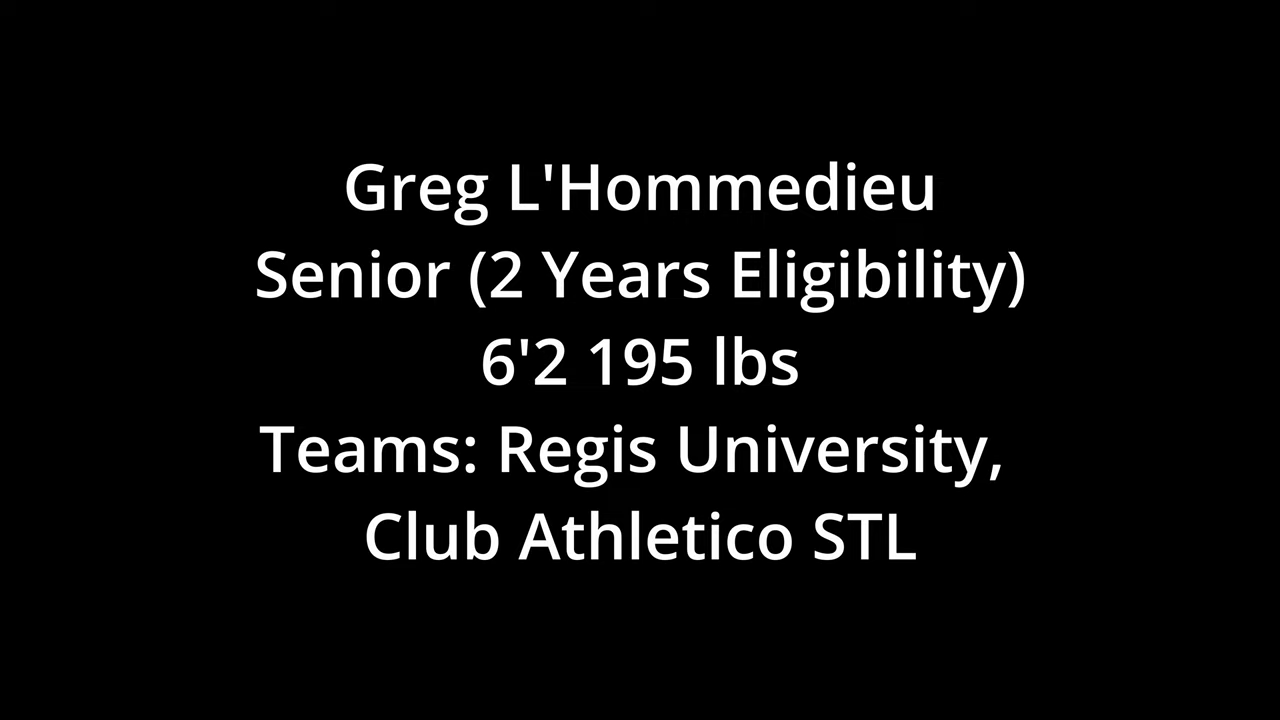 Greg L'Hommedieu
Senior (2 Years Eligibility)
6'2 195 lbs
Teams: Regis University,
Club Athletico STL